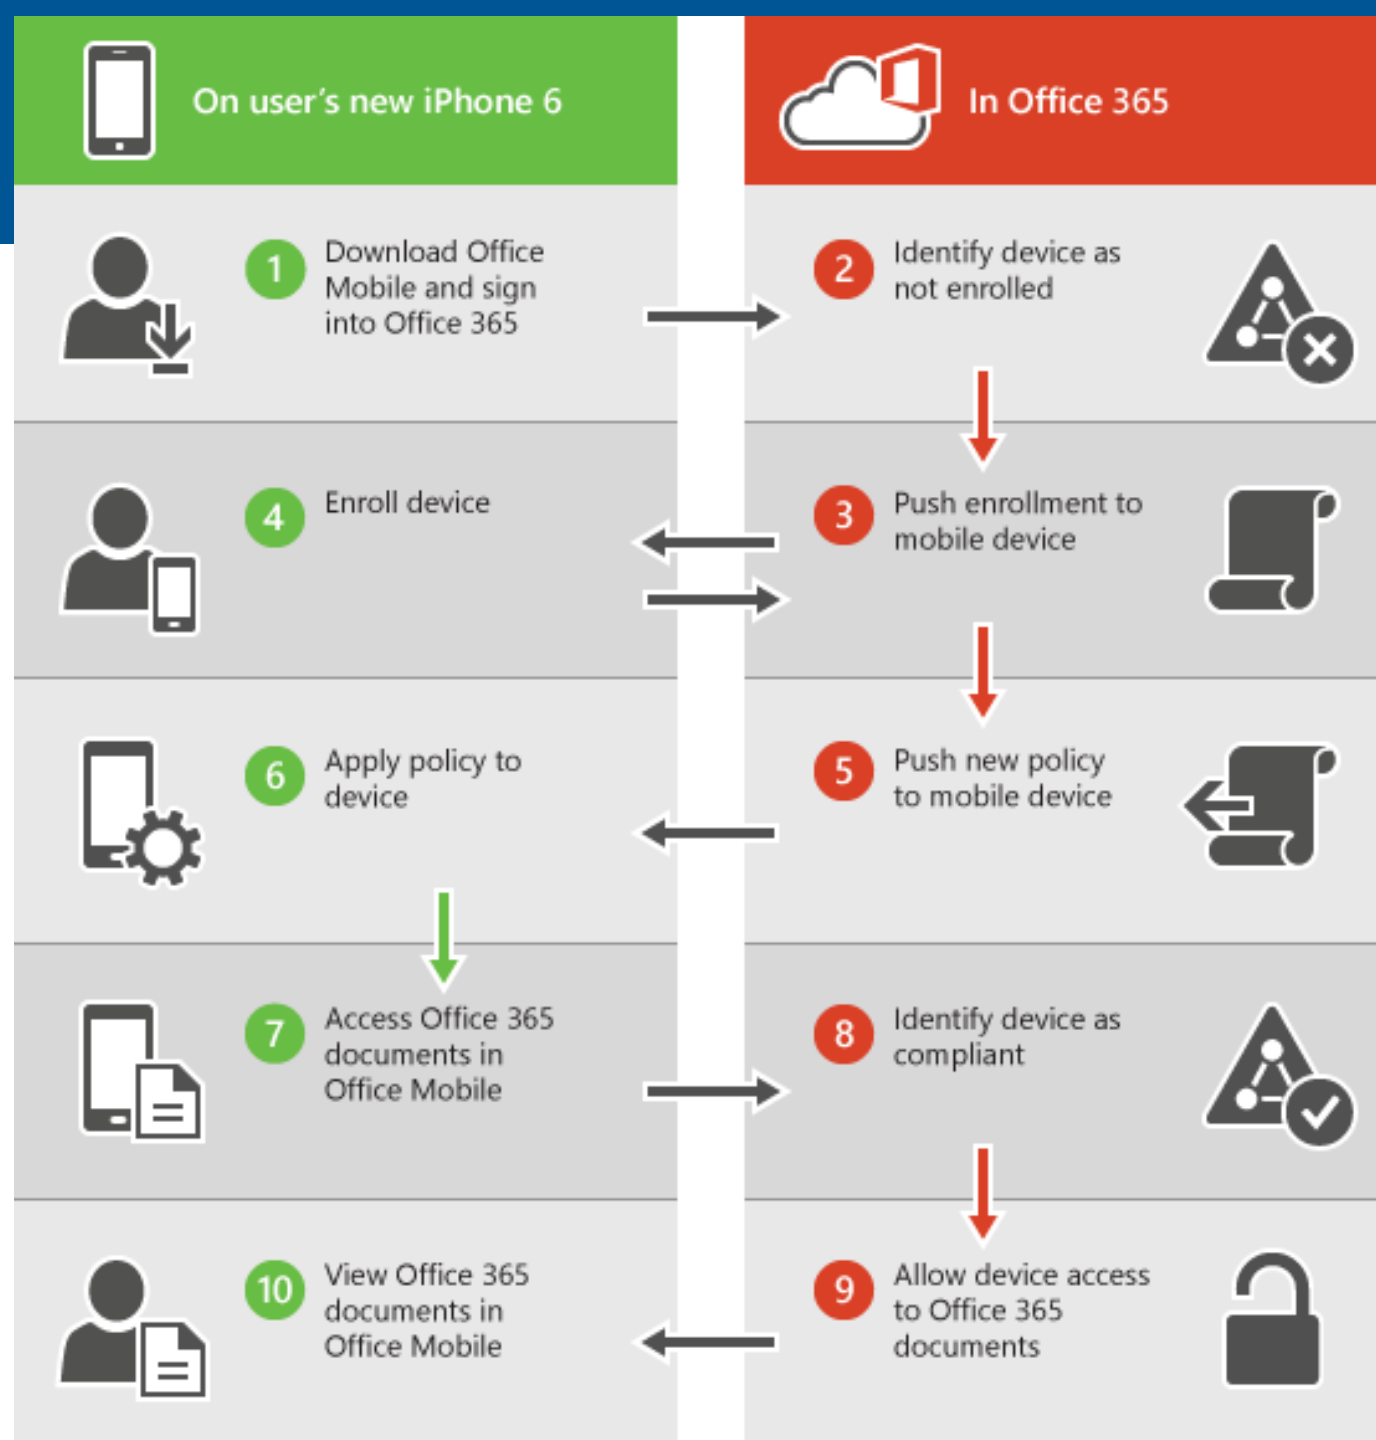 On user's new iPhone 6
In Office 365
1
Download Office
Mobile and sign
into Office 365
2
Identify device as
not enrolled
4
Enroll device
3
Push enrollment to
mobile device
6
Apply policy to
device
5
Push new policy
to mobile device
7
Access Office 365
documents in
Office Mobile
8
Identify device as
compliant
10
View Office 365
documents in
Office Mobile
9
Allow device access
to Office 365
documents